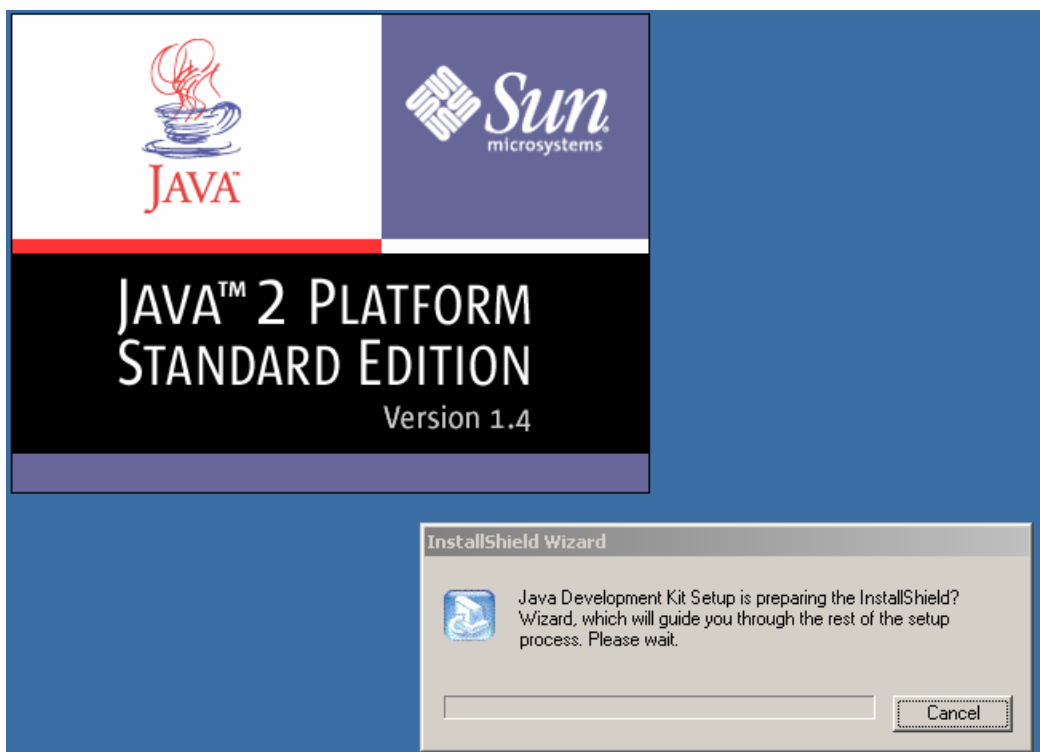 Sun
microsystems
JAVA™
JAVA™ 2 PLATFORM
STANDARD EDITION
Version 1.4
InstallShield Wizard
Java Development Kit Setup is preparing the InstallShield?
Wizard, which will guide you through the rest of the setup
process. Please wait.
Cancel